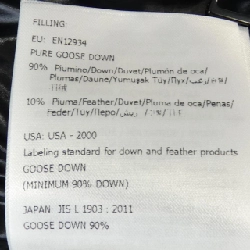 FILLING
EU: EN12934
PURE GOOSE DOWN
90% Piumino/Down/Duvet/Plumón de oca/
Plumas/Daune/Yumuşak Tüy/Пух/
10% Piuma/Feather/Duvet/Pluma de oca/Penas/
Feder/Tüy/Перо/
USA: USA - 2000
Labeling standard for down and feather products
GOOSE DOWN
(MINIMUM 90% DOWN)
JAPAN: JIS L 1903 : 2011
GOOSE DOWN 90%